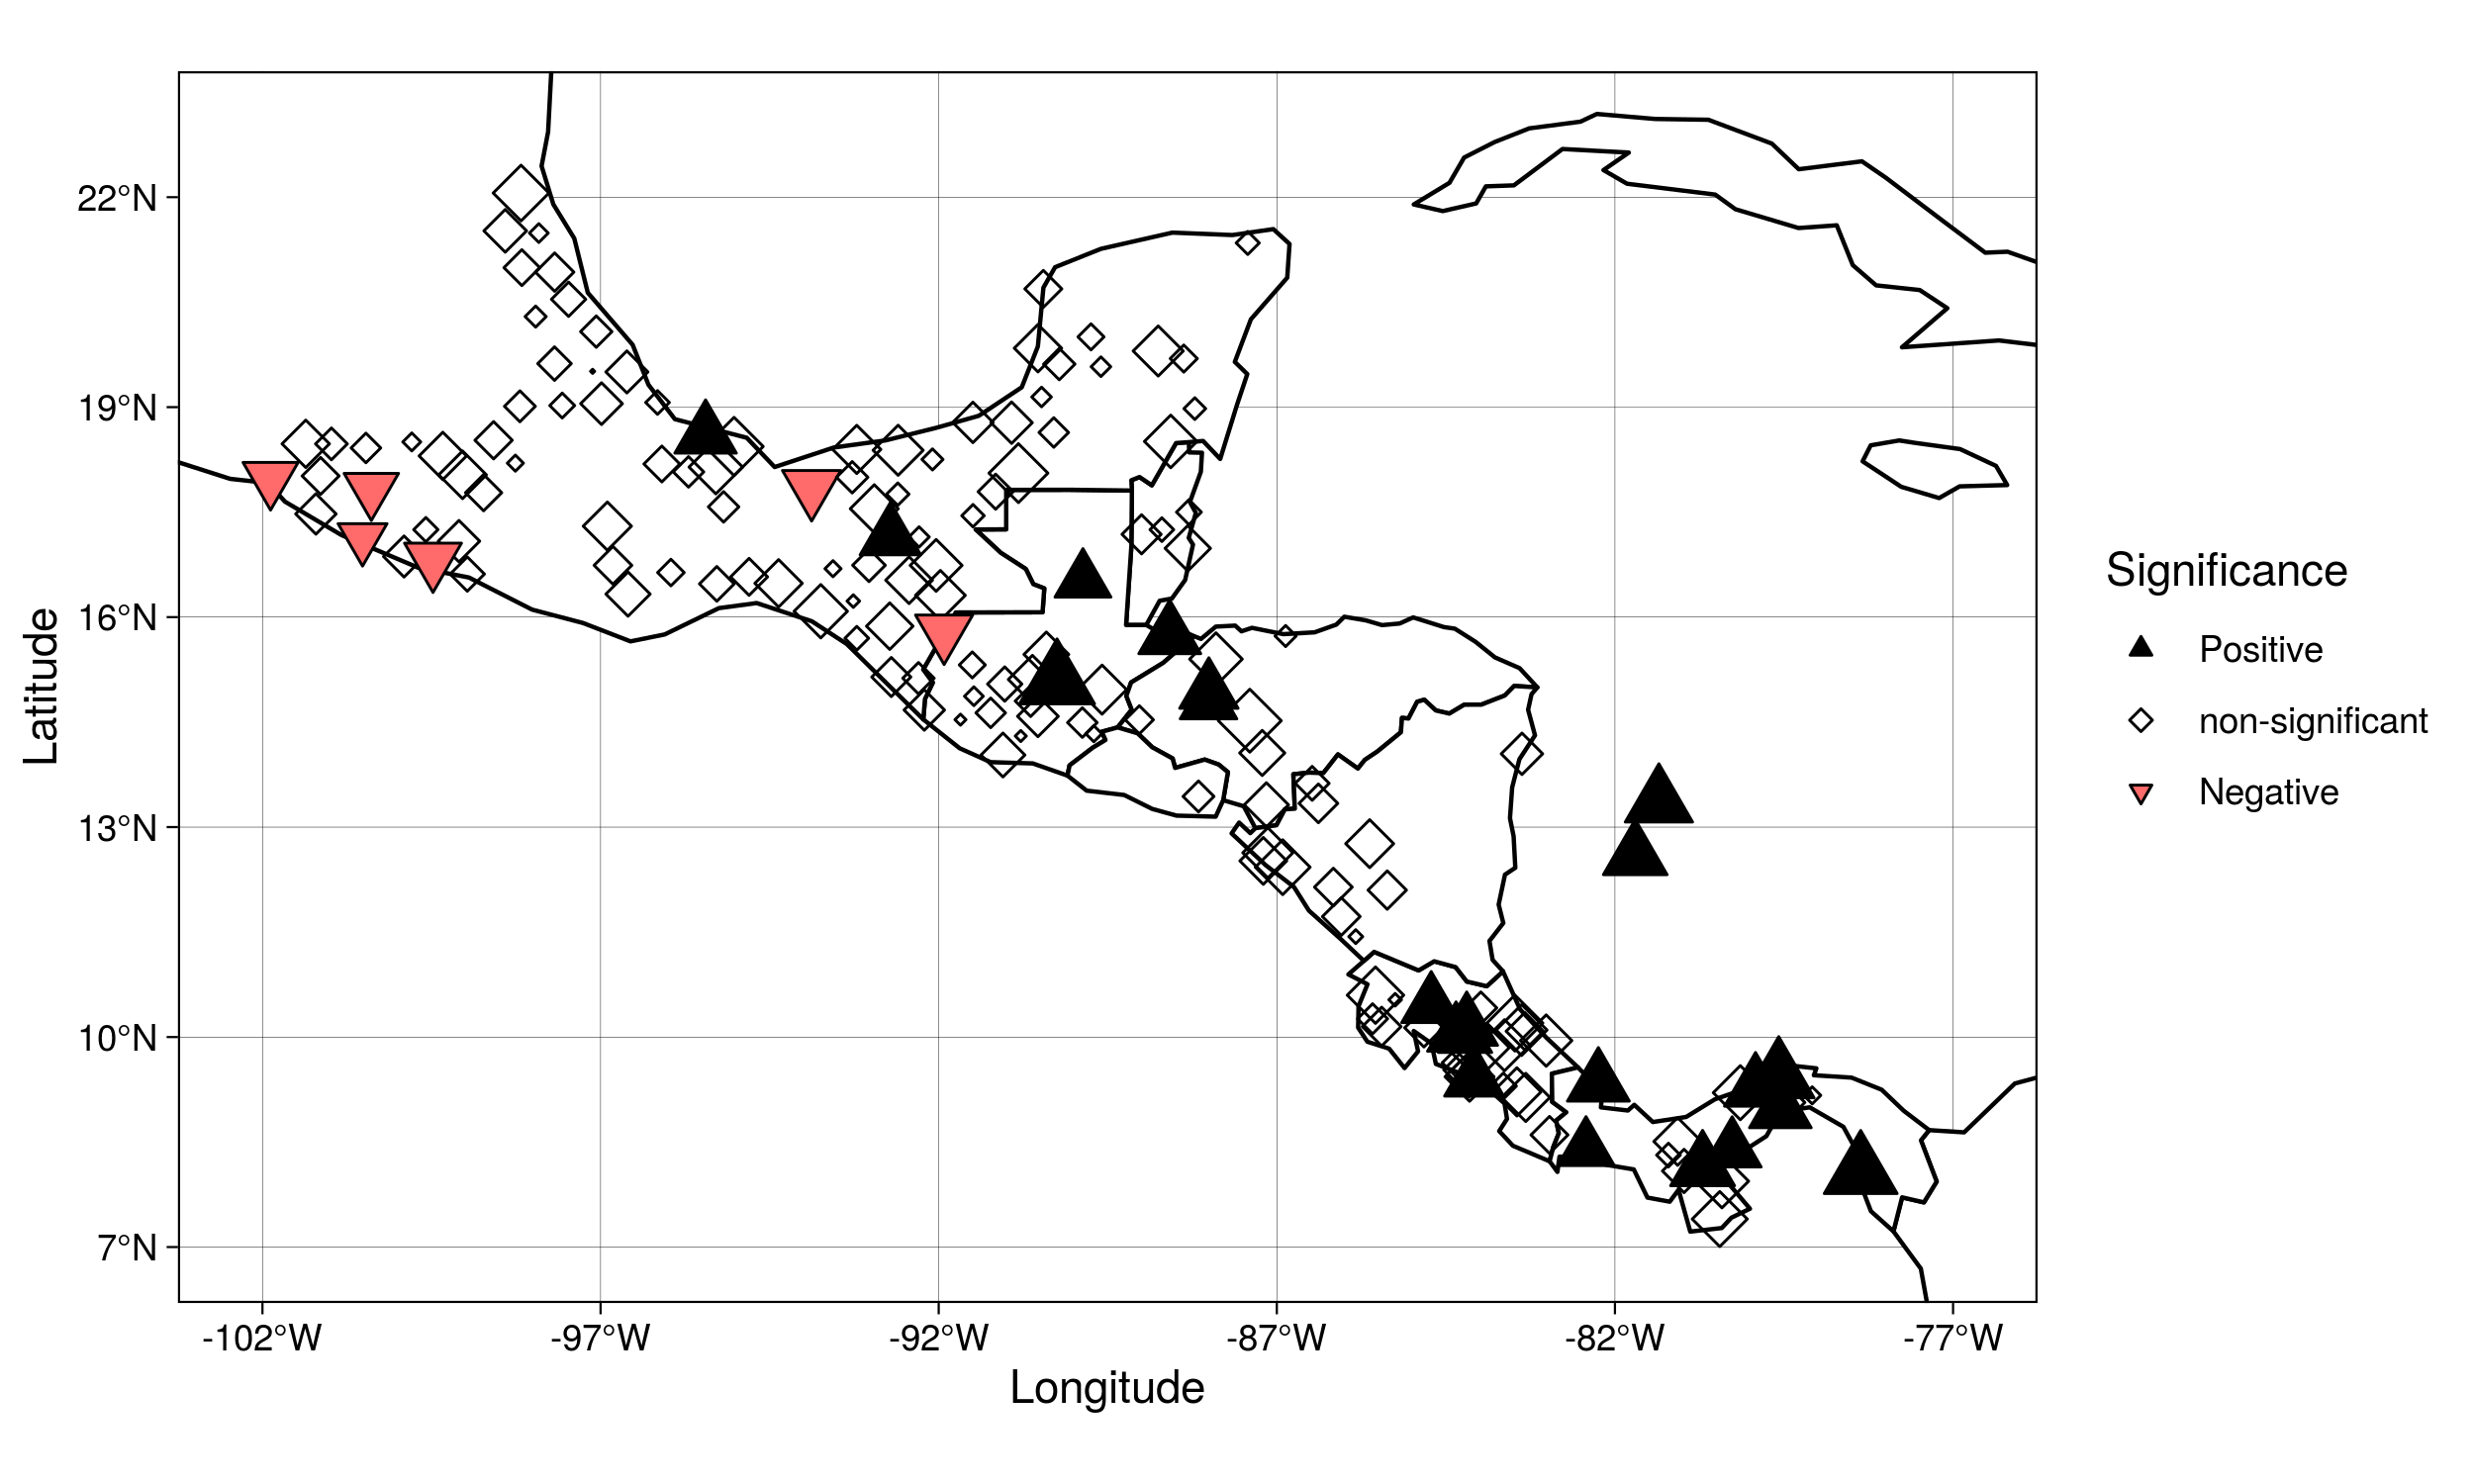 22°N
19°N
16°N
13°N
10°N
7°N
Latitude
-102°W -97°W -92°W -87°W -82°W -77°W
Longitude
Significance
Positive
non-significant
Negative